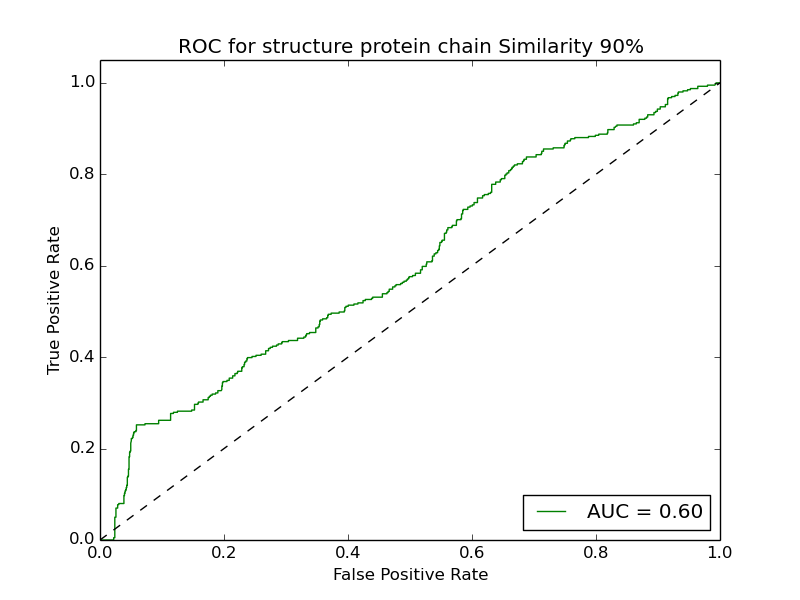 ROC for structure protein chain Similarity 90%
True Positive Rate
1.0
0.8
0.6
0.4
0.2
0.0
0.0 0.2 0.4 0.6 0.8 1.0
False Positive Rate
AUC = 0.60